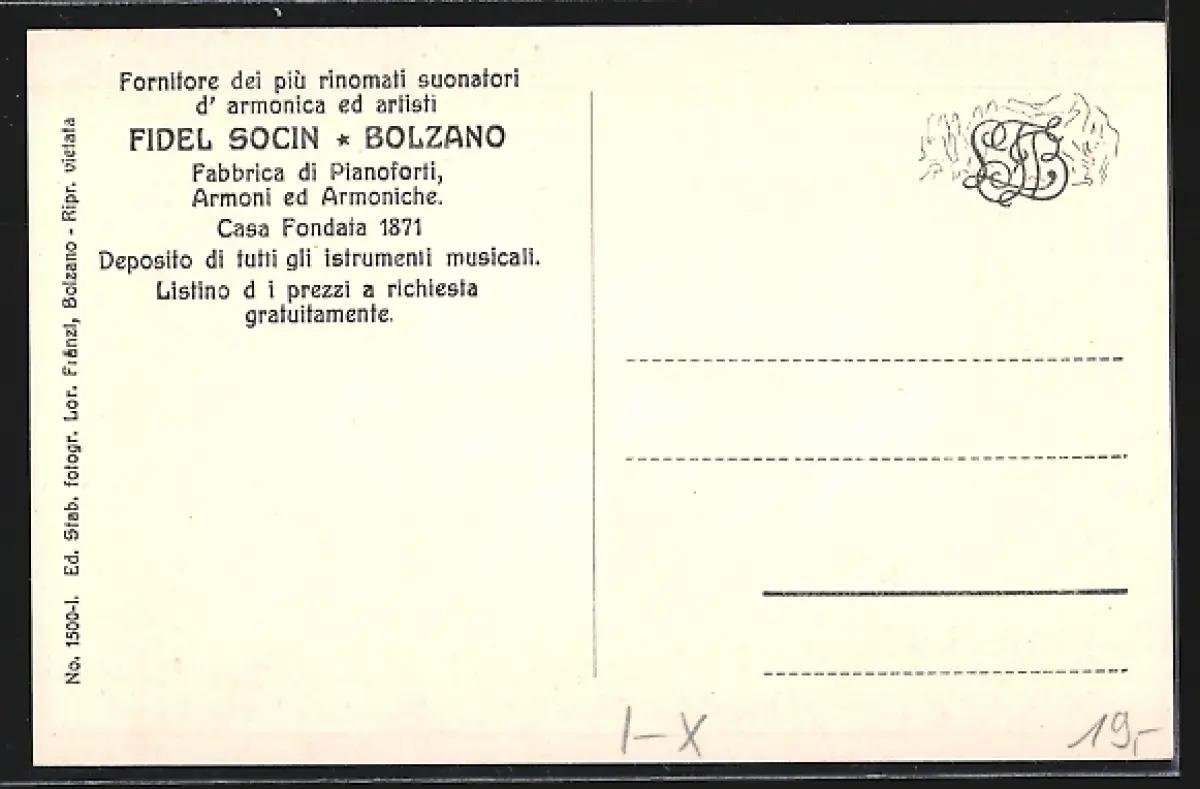 Fornitore dei più rinomati suonatori
d' armonica ed artisti
FIDEL SOCIN ★ BOLZANO
Fabbrica di Pianoforti,
Armoni ed Armoniche.
Casa Fondata 1871
Deposito di tutti gli istrumenti musicali.
Listino d i prezzi a richiesta
gratuitamente.
No. 1500-I. Ed. Stab. fotogr. Lor. Fränzl, Bolzano - Ripr. vietata
I-X
19,-